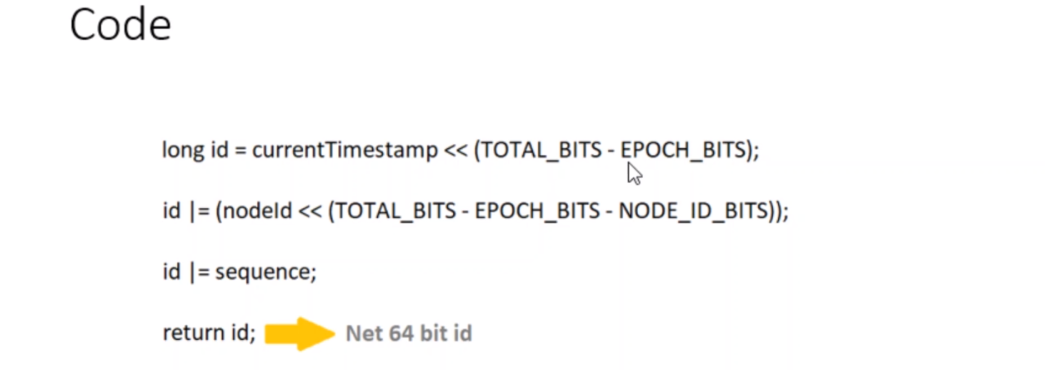 Code
long id = currentTimestamp << (TOTAL_BITS - EPOCH_BITS);
id |= (nodeId << (TOTAL_BITS - EPOCH_BITS - NODE_ID_BITS));
id |= sequence;
return id; Net 64 bit id